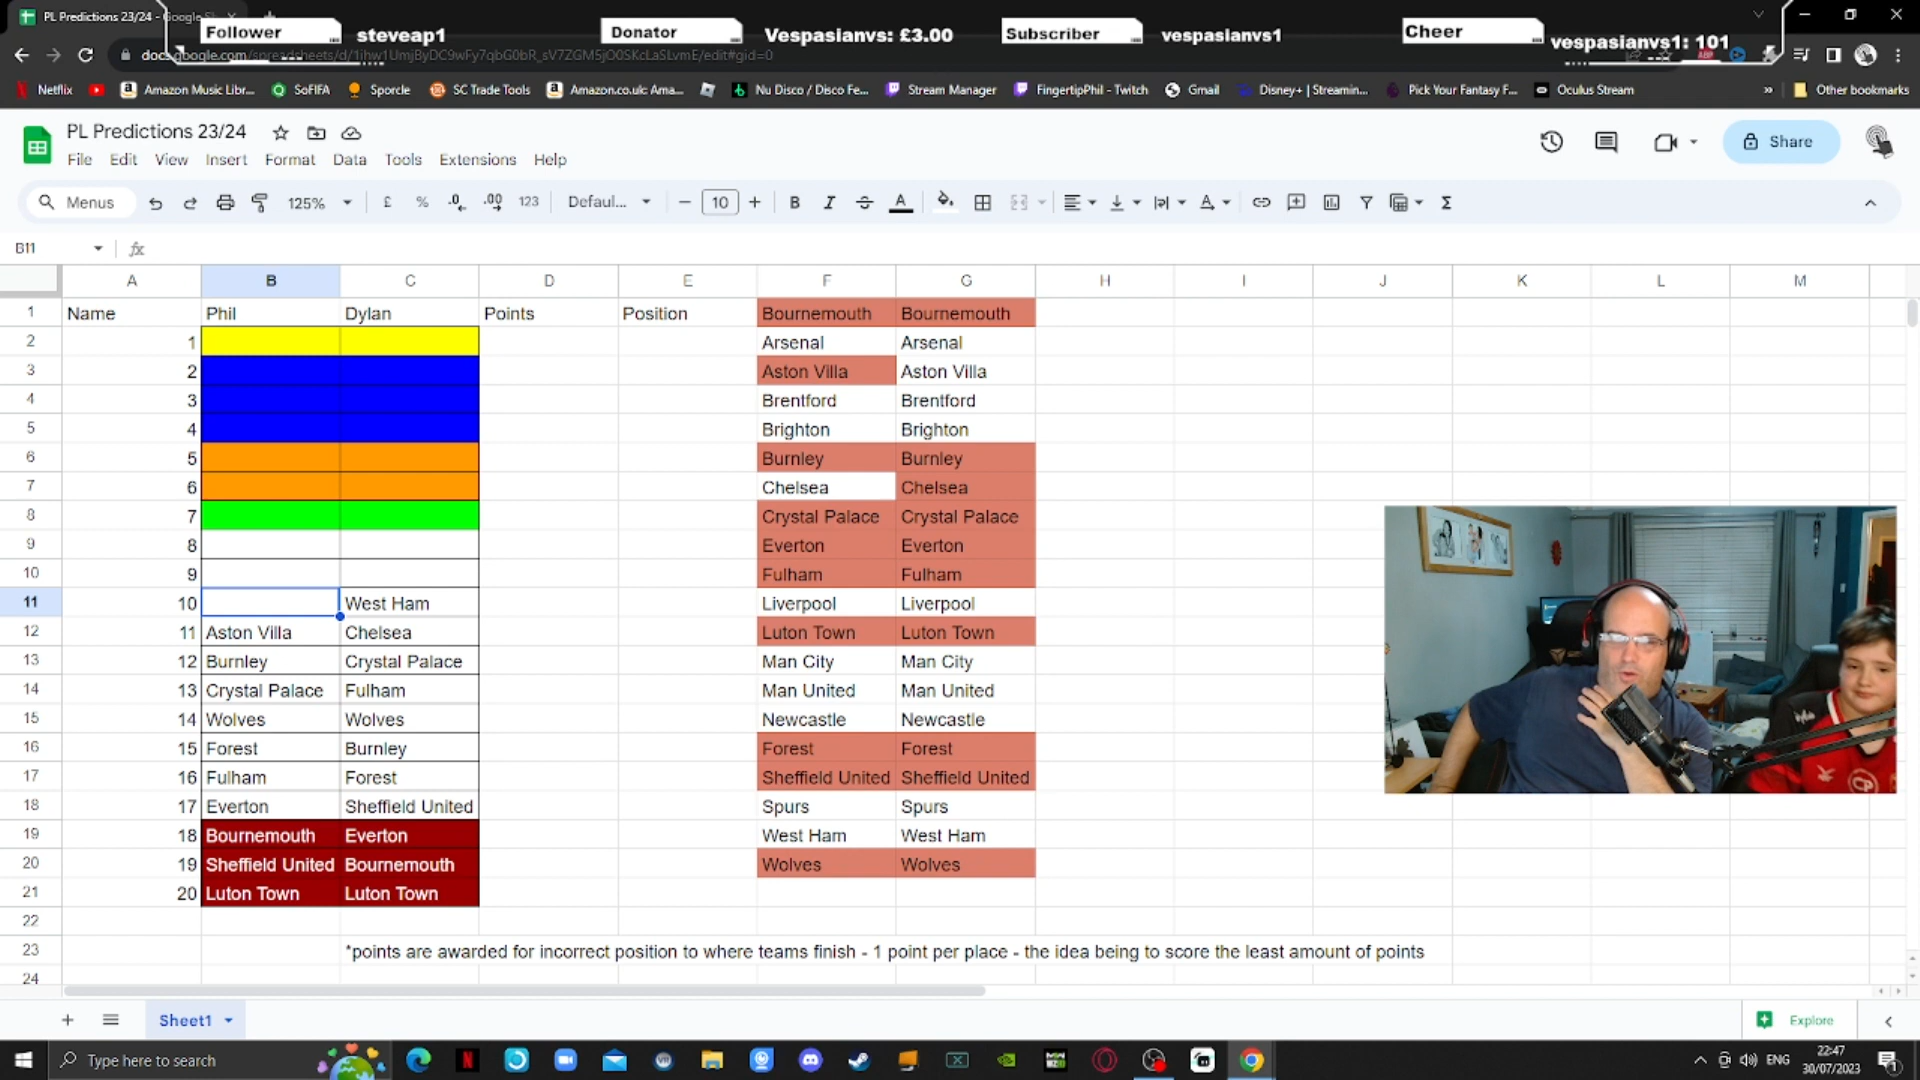 PL Predictions 23/24 - Google S
Follower steveap1 Donator Vespasianvs: £3.00 Subscriber vespasianvs1 Cheer vespasianvs1: 101
Netflix Amazon Music Libr... SoFIFA Sporcle SC Trade Tools Amazon.co.uk: Ama... Nu Disco / Disco Fe... Stream Manager FingertipPhil - Twitch Gmail Disney+ | Streamin... Pick Your Fantasy F... Oculus Stream » Other bookmarks
PL Predictions 23/24
File Edit View Insert Format Data Tools Extensions Help
Share
Menus 125% £ % .0 .00 123 Defaul... 10 B I A Σ
B11 fx
A B C D E F G H I J K L M
1 Name Phil Dylan Points Position Bournemouth Bournemouth
2 1 Arsenal Arsenal
3 2 Aston Villa Aston Villa
4 3 Brentford Brentford
5 4 Brighton Brighton
6 5 Burnley Burnley
7 6 Chelsea Chelsea
8 7 Crystal Palace Crystal Palace
9 8 Everton Everton
10 9 Fulham Fulham
11 10 West Ham Liverpool Liverpool
12 11 Aston Villa Chelsea Luton Town Luton Town
13 12 Burnley Crystal Palace Man City Man City
14 13 Crystal Palace Fulham Man United Man United
15 14 Wolves Wolves Newcastle Newcastle
16 15 Forest Burnley Forest Forest
17 16 Fulham Forest Sheffield United Sheffield United
18 17 Everton Sheffield United Spurs Spurs
19 18 Bournemouth Everton West Ham West Ham
20 19 Sheffield United Bournemouth Wolves Wolves
21 20 Luton Town Luton Town
22
23 *points are awarded for incorrect position to where teams finish - 1 point per place - the idea being to score the least amount of points
24
Sheet1 Explore
Type here to search ENG 22:47
30/07/2023